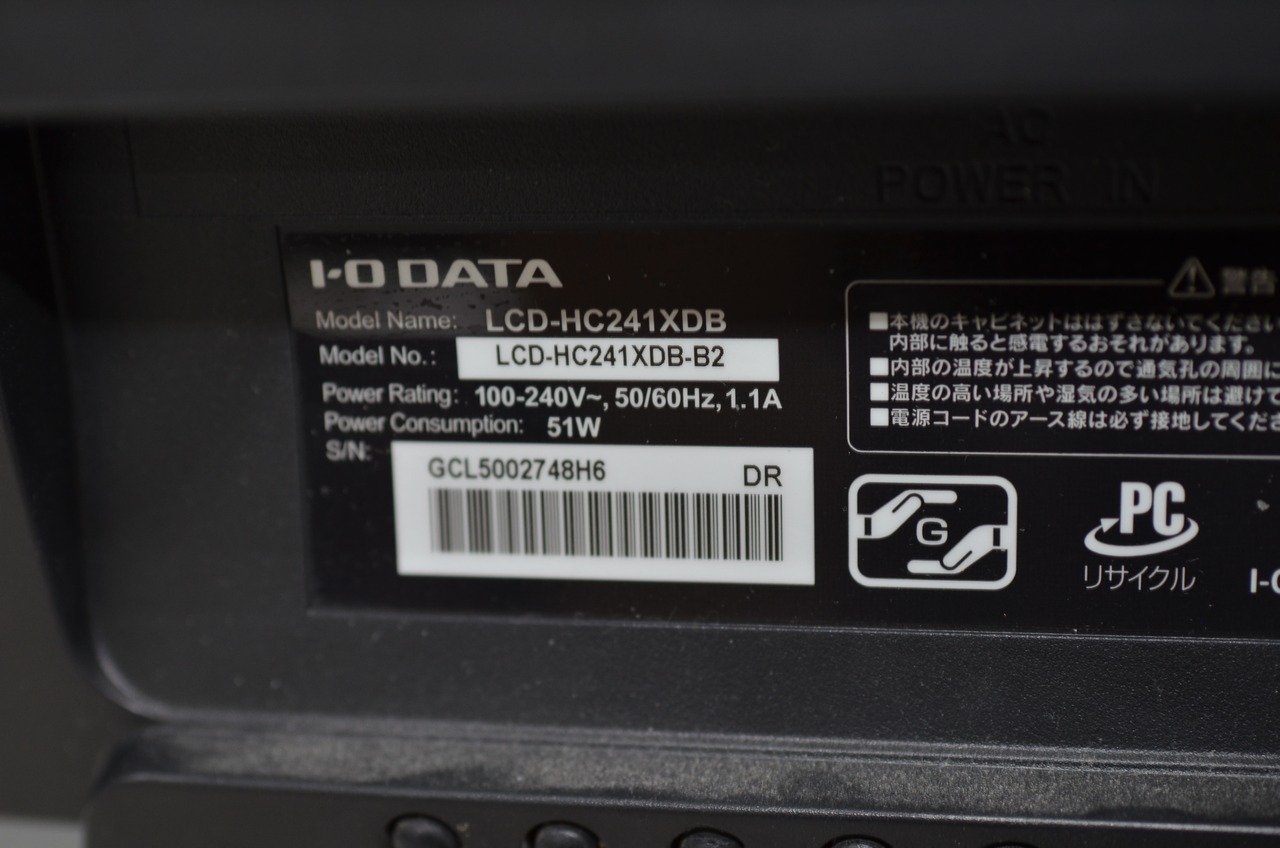 AC
POWER IN
I-O DATA
Model Name: LCD-HC241XDB
Model No.: LCD-HC241XDB-B2
Power Rating: 100-240V~, 50/60Hz, 1.1A
Power Consumption: 51W
S/N:
GCL5002748H6 DR
警告
■本機のキャビネットははずさないでください
内部に触ると感電するおそれがあります。
■内部の温度が上昇するので通気孔の周囲に
■温度の高い場所や湿気の多い場所は避けて
■電源コードのアース線は必ず接地してくださ
G
PC
リサイクル
I-O